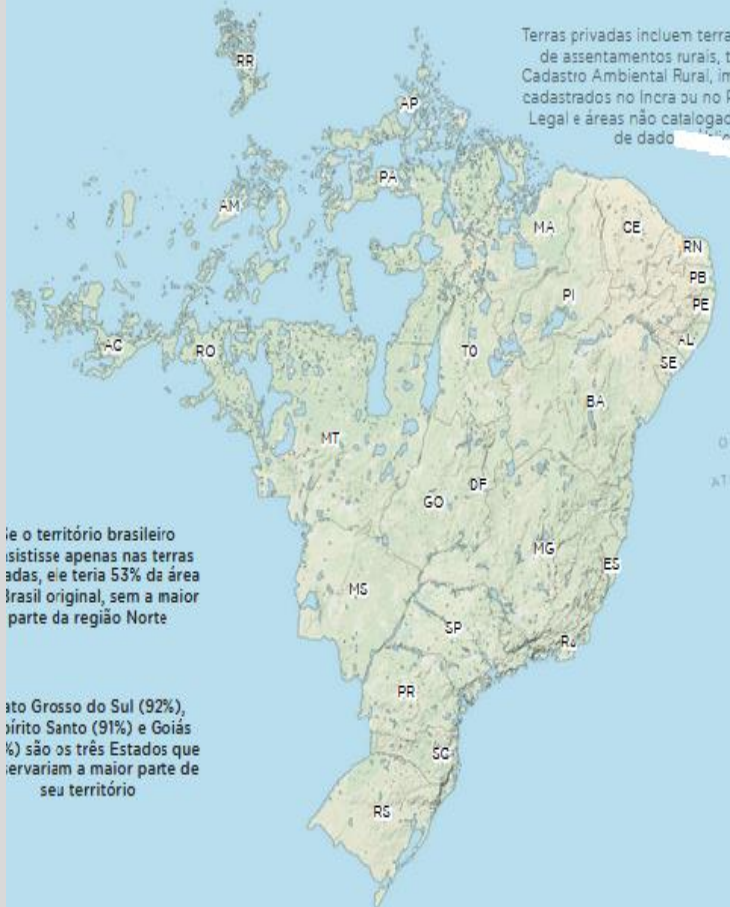 Terras privadas incluem terra
de assentamentos rurais, t
Cadastro Ambiental Rural, im
cadastrados no Incra ou no
Legal e áreas não catalogad
de dado
RR
AP
PA
AM
MA
CE
RN
PB
PE
PI
AL
SE
AC
RO
TO
BA
MT
DF
GO
MG
ES
MS
SP
PR
SC
RS
e o território brasileiro
sistisse apenas nas terras
adas, ele teria 53% da área
Brasil original, sem a maior
parte da região Norte
ato Grosso do Sul (92%),
pírito Santo (91%) e Goiás
%) são os três Estados que
servariam a maior parte de
seu território